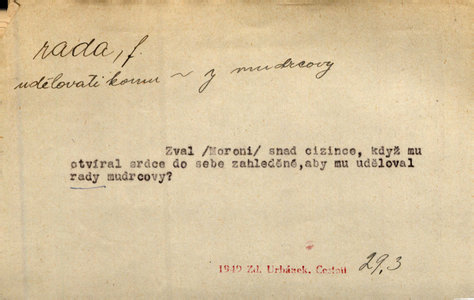 rada, f.
udělovati komu ~ y mudrcovy
Zval /Moroni/ snad cizince, když mu
otvíral srdce do sebe zahleděné,aby mu uděloval
rady mudrcovy?
1940 Zd. Urbánek, Cestou 29.3